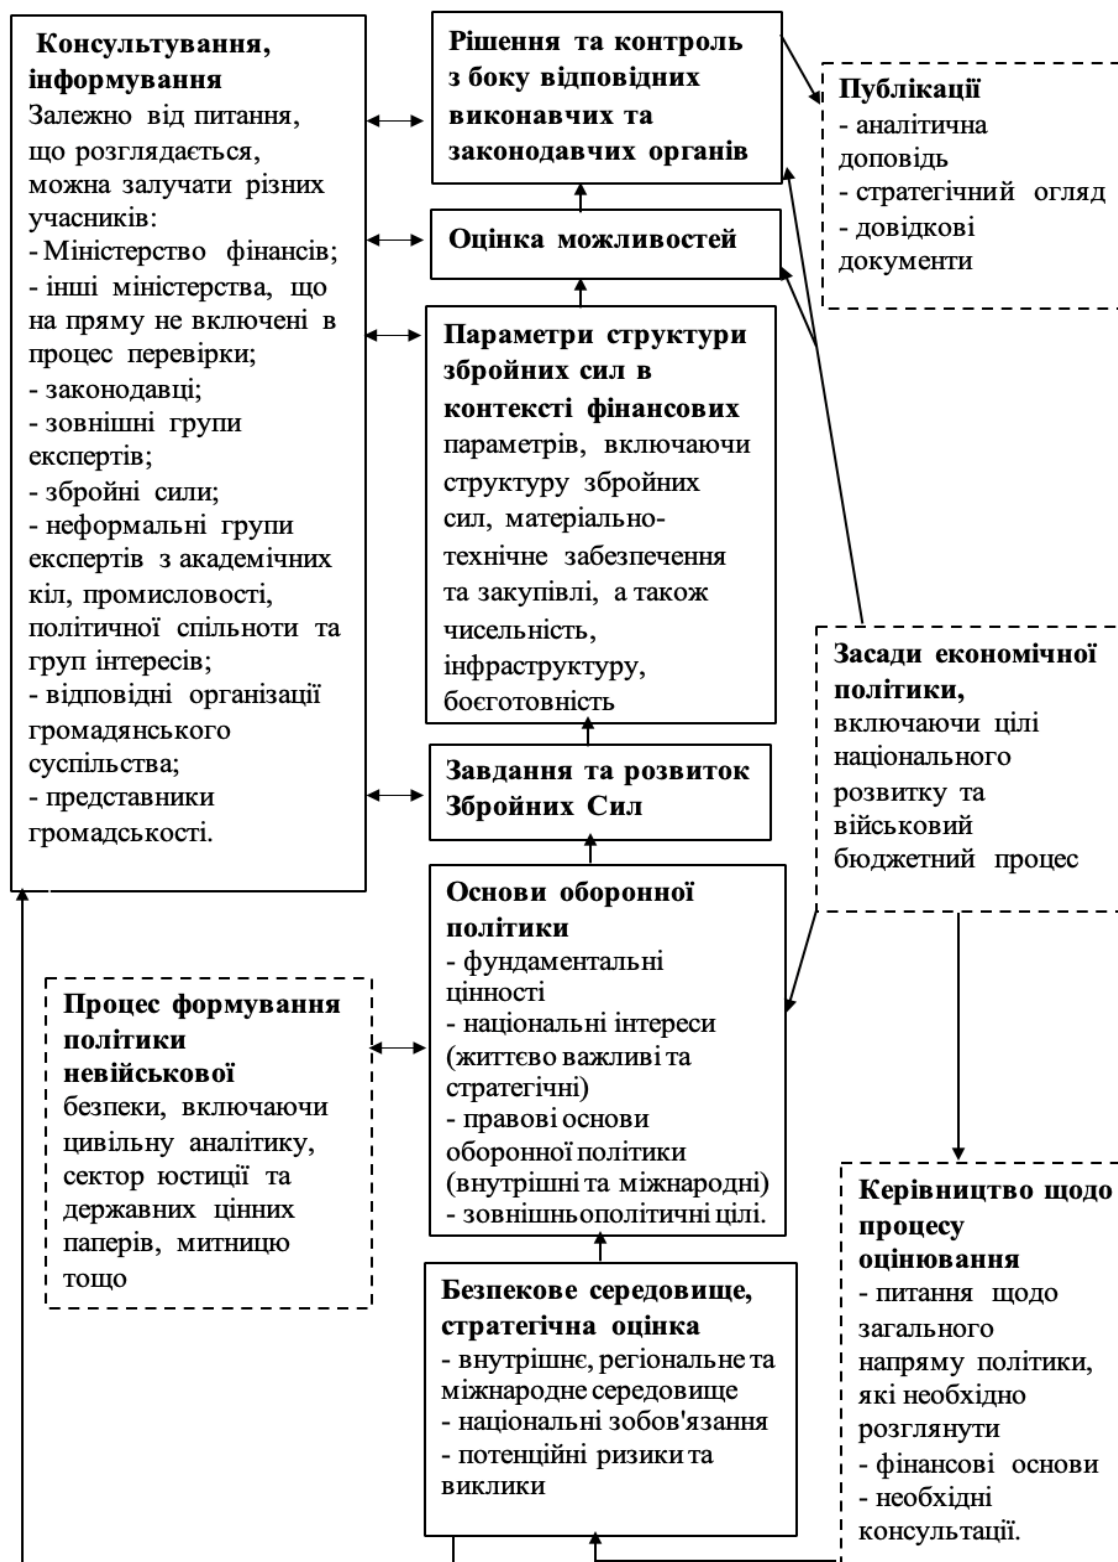 Консультування,
інформування
Залежно від питання,
що розглядається,
можна залучати різних
учасників:
- Міністерство фінансів;
- інші міністерства, що
на пряму не включені в
процес перевірки;
- законодавці;
- зовнішні групи
експертів;
- збройні сили;
- неформальні групи
експертів з академічних
кіл, промисловості,
політичної спільноти та
груп інтересів;
- відповідні організації
громадянського
суспільства;
- представники
громадськості.
Рішення та контроль
з боку відповідних
виконавчих та
законодавчих органів
Публікації
- аналітична
доповідь
- стратегічний огляд
- довідкові
документи
Оцінка можливостей
Параметри структури
збройних сил в
контексті фінансових
параметрів, включаючи
структуру збройних
сил, матеріально-
технічне забезпечення
та закупівлі, а також
чисельність,
інфраструктуру,
боєготовність
Засади економічної
політики,
включаючи цілі
національного
розвитку та
військовий
бюджетний процес
Завдання та розвиток
Збройних Сил
Основи оборонної
політики
- фундаментальні
цінності
- національні інтереси
(життєво важливі та
стратегічні)
- правові основи
оборонної політики
(внутрішні та міжнародні)
- зовнішньополітичні цілі.
Процес формування
політики
невійськової
безпеки, включаючи
цивільну аналітику,
сектор юстиції та
державних цінних
паперів, митницю
тощо
Керівництво щодо
процесу
оцінювання
- питання щодо
загального
напряму політики,
які необхідно
розглянути
- фінансові основи
- необхідні
консультації.
Безпекове середовище,
стратегічна оцінка
- внутрішнє, регіональне та
міжнародне середовище
- національні зобов'язання
- потенційні ризики та
виклики